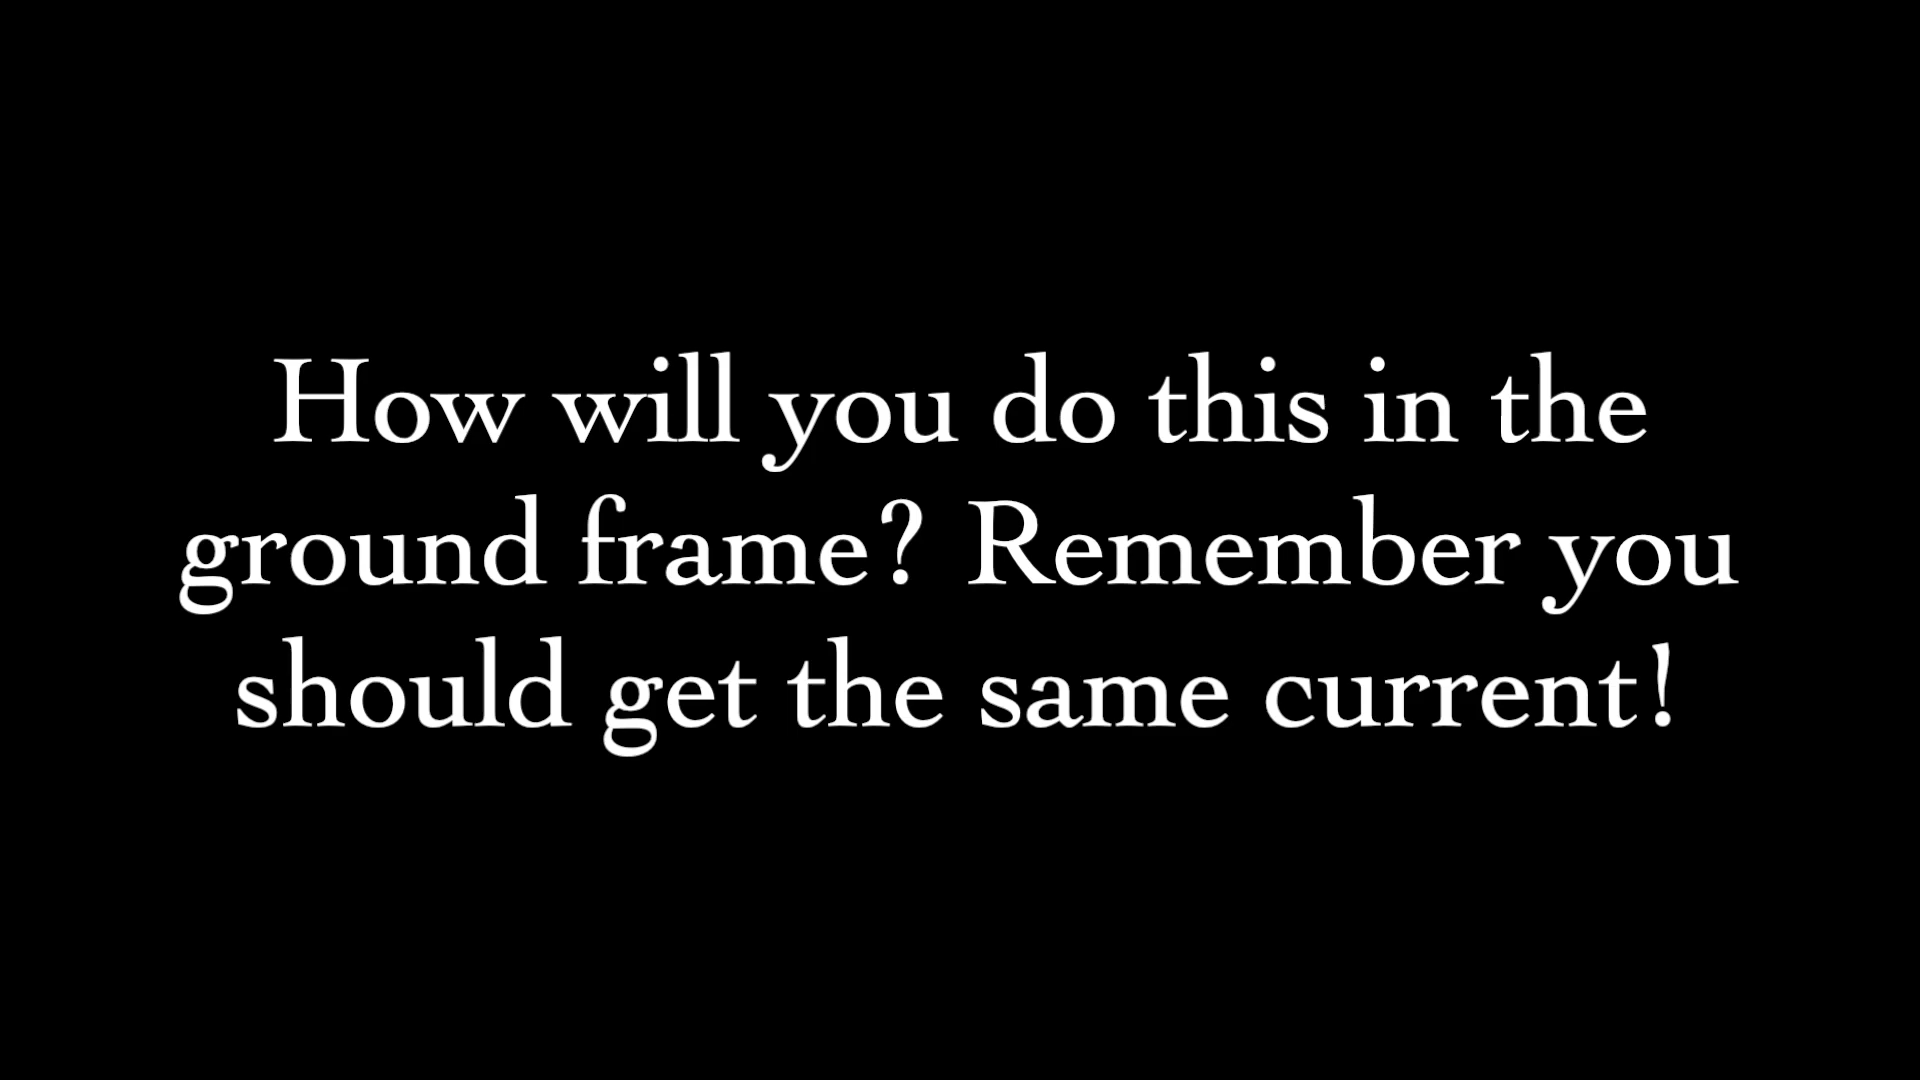 How will you do this in the
ground frame? Remember you
should get the same current!